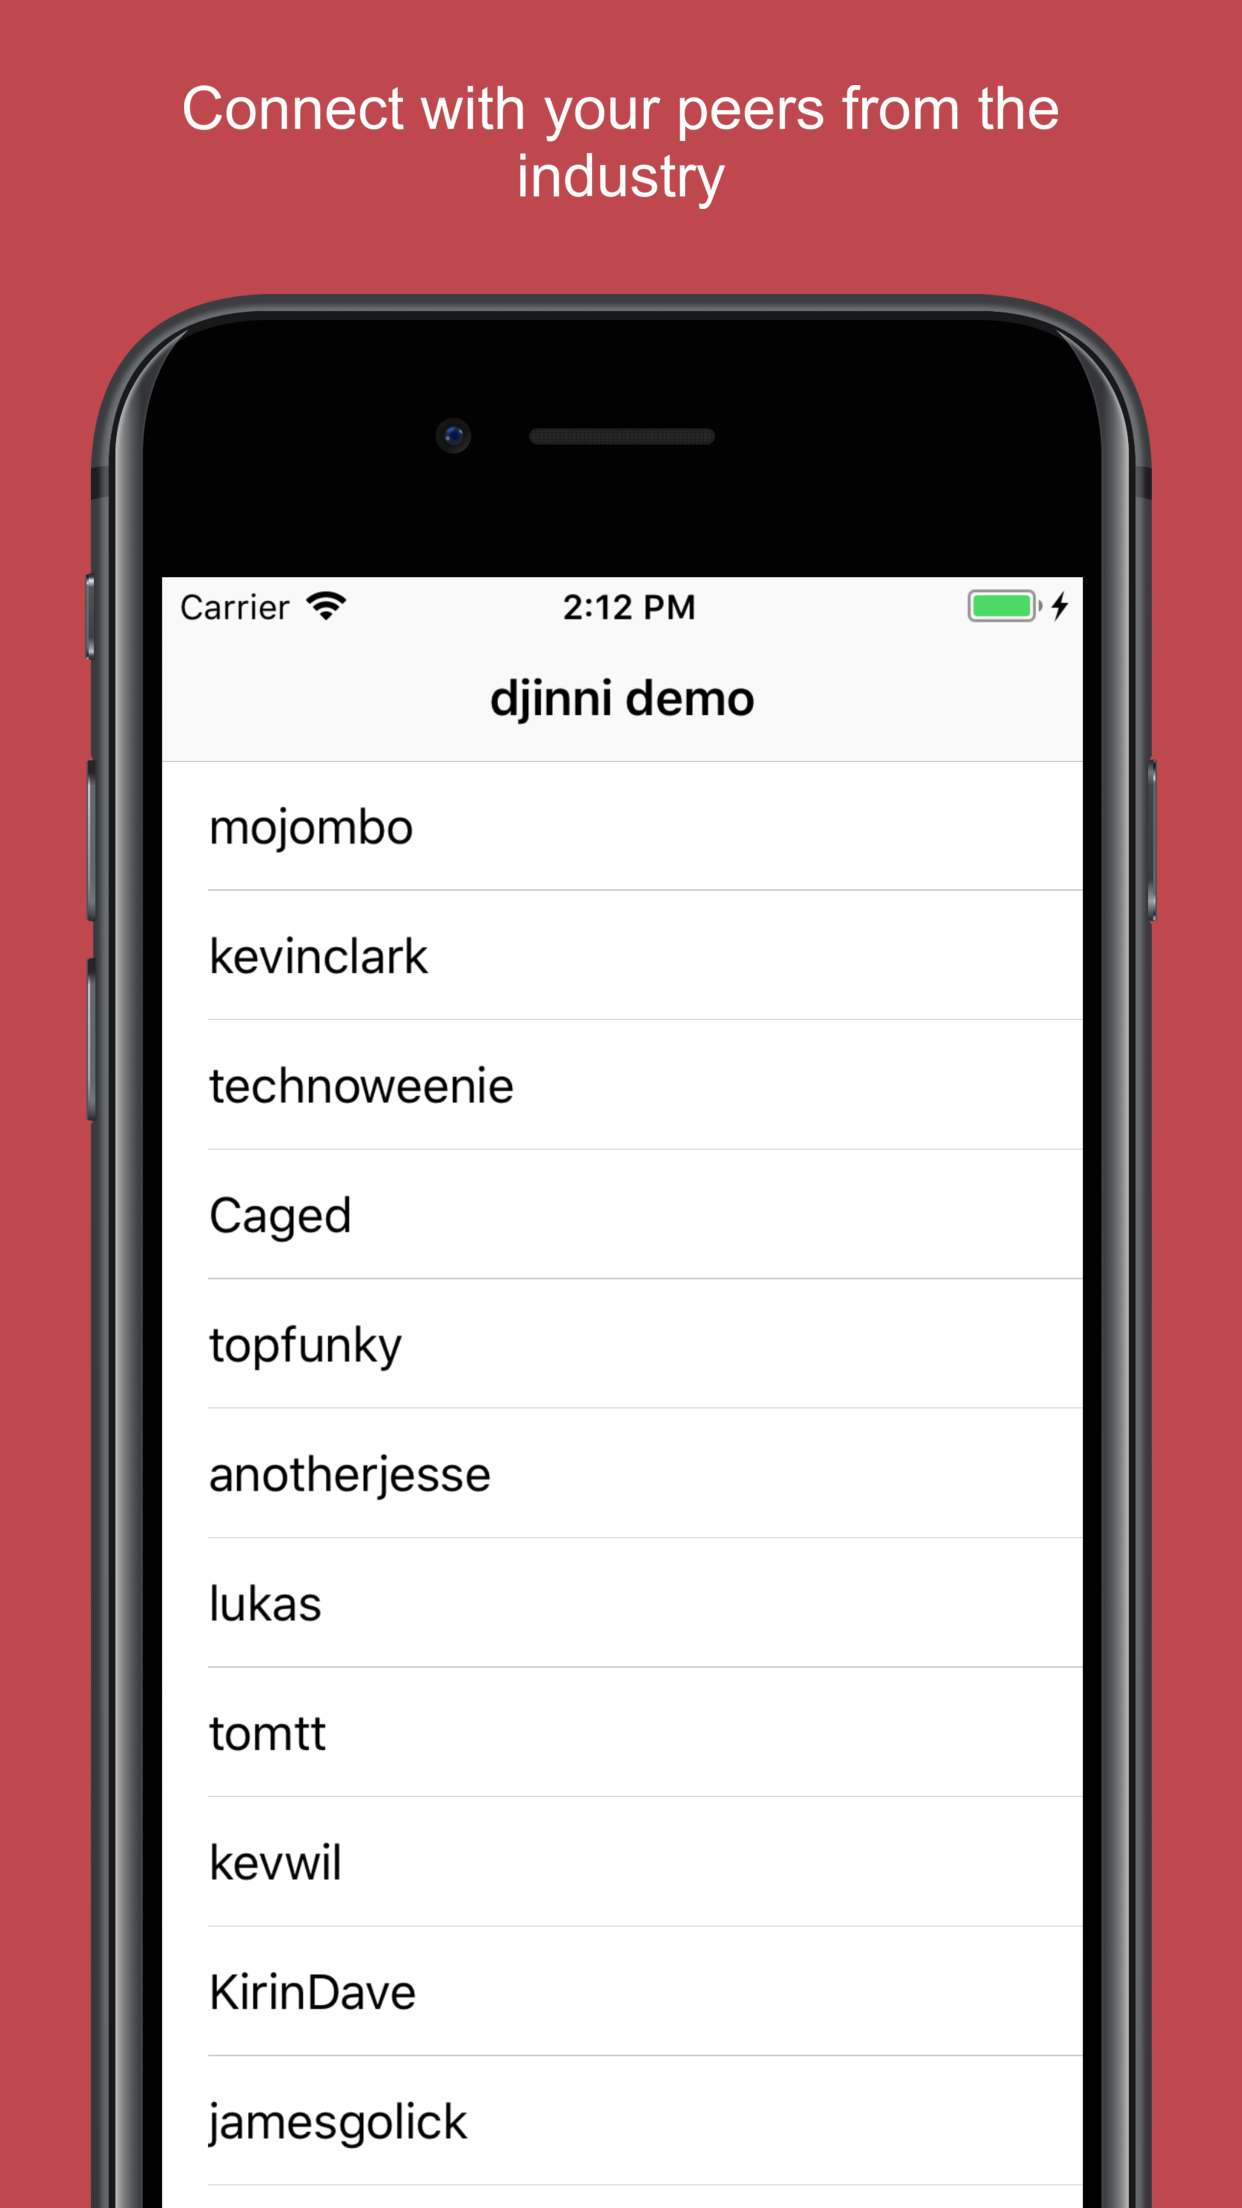 Connect with your peers from the
industry
Carrier 2:12 PM
djinni demo
mojombo
kevinclark
technoweenie
Caged
topfunky
anotherjesse
lukas
tomtt
kevwil
KirinDave
jamesgolick